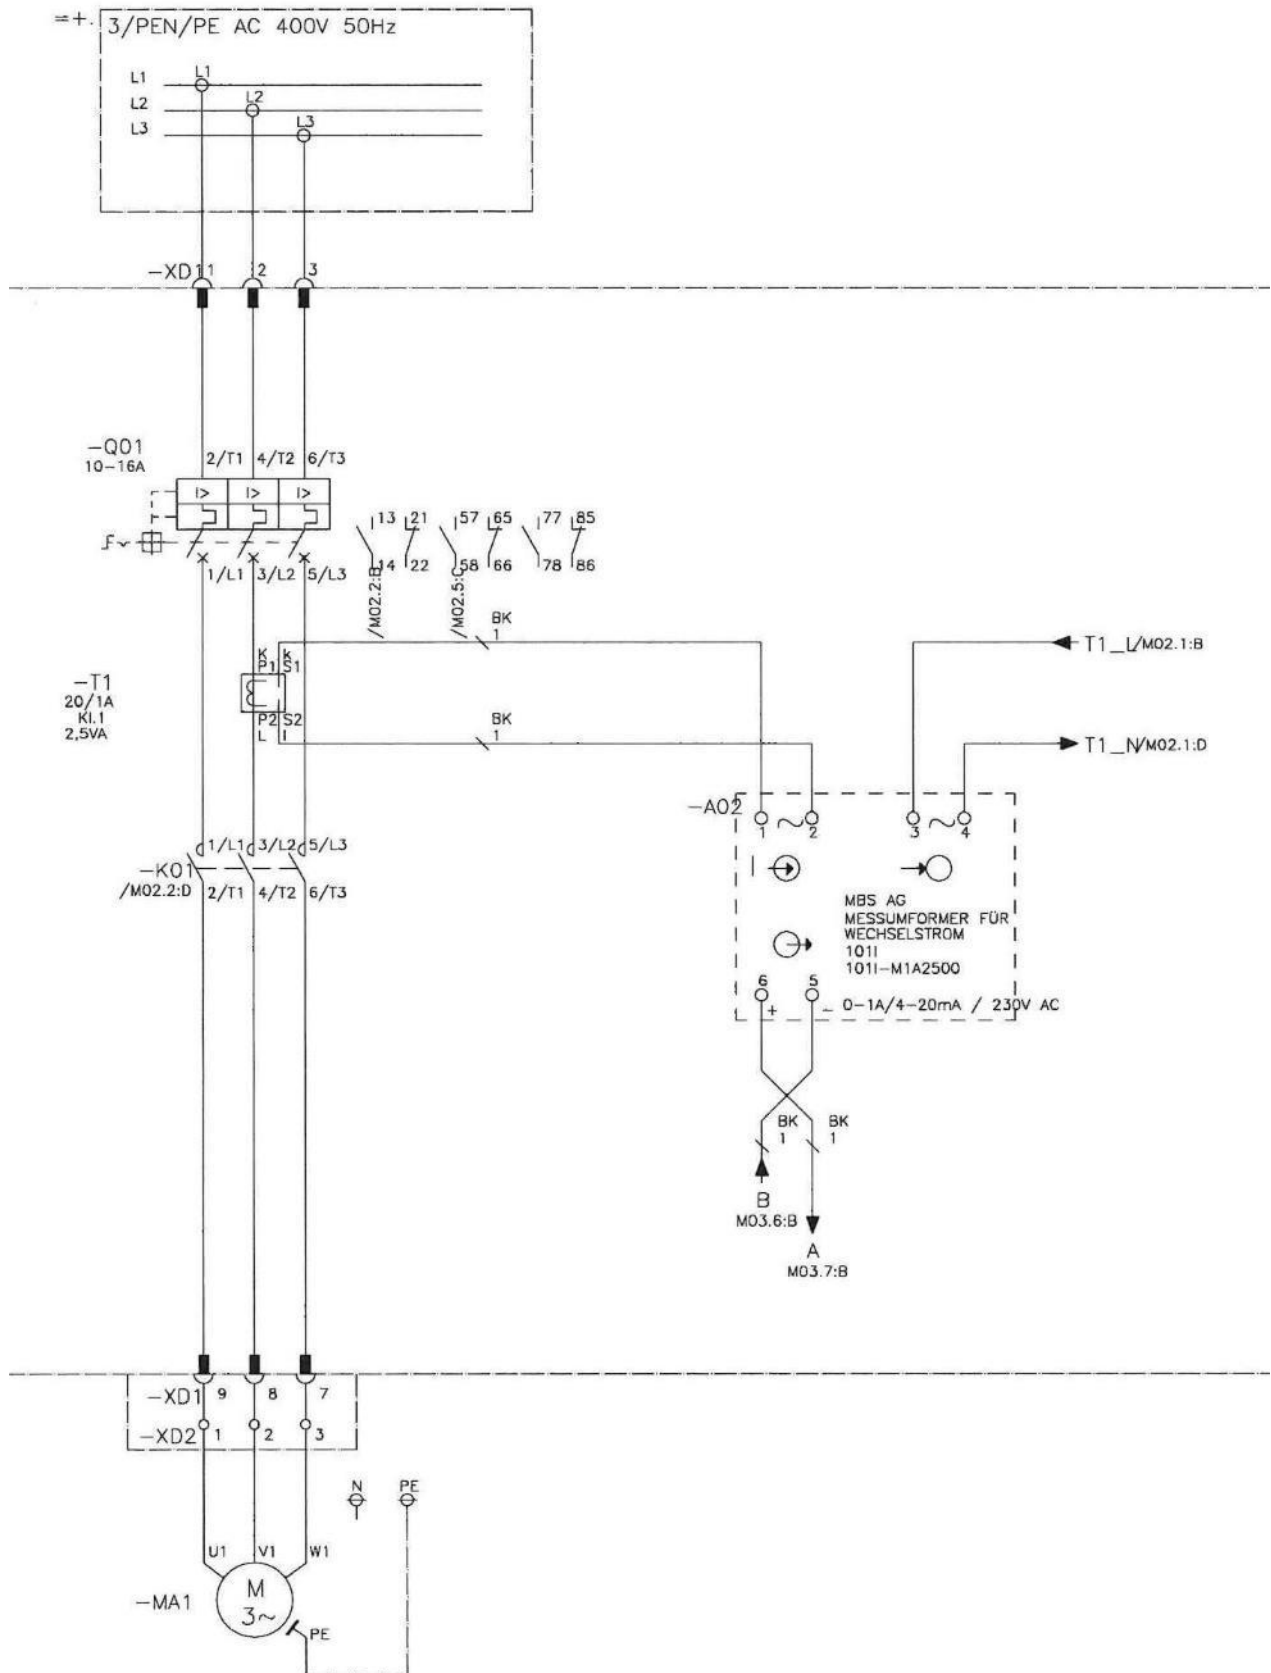 =+.
3/PEN/PE AC 400V 50Hz
L1 L1
L2 L2
L3 L3
-XD1 1 2 3
-Q01
10-16A
2/T1 4/T2 6/T3
I> I> I>
13 21 57 65 77 85
14 22 58 66 78 86
1/L1 3/L2 5/L3
/M02.2:B
/M02.5:C
BK
1
K k
P1 S1
T1_L/M02.1:B
-T1
20/1A
Kl.1
2,5VA
P2 S2
L l
BK
1
T1_N/M02.1:D
-A02
1 ~ 2 3 ~ 4
1/L1 3/L2 5/L3
-K01
/M02.2:D
2/T1 4/T2 6/T3
I
MBS AG
MESSUMFORMER FÜR
WECHSELSTROM
101I
101I-M1A2500
6 5
+ - 0-1A/4-20mA / 230V AC
BK BK
1 1
B
M03.6:B
A
M03.7:B
-XD1 9 8 7
-XD2 1 2 3
N PE
U1 V1 W1
-MA1
M
3~
PE